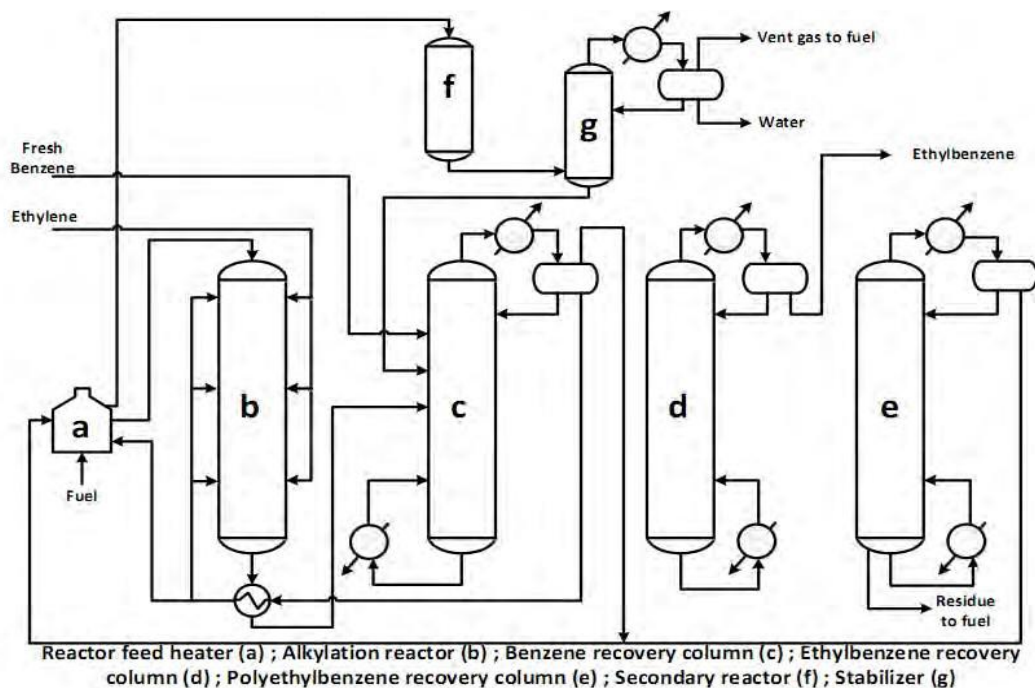 f
Vent gas to fuel
g
Water
Fresh
Benzene
Ethylbenzene
Ethylene
a
b
c
d
e
Fuel
Residue
to fuel
Reactor feed heater (a) ; Alkylation reactor (b) ; Benzene recovery column (c) ; Ethylbenzene recovery
column (d) ; Polyethylbenzene recovery column (e) ; Secondary reactor (f) ; Stabilizer (g)